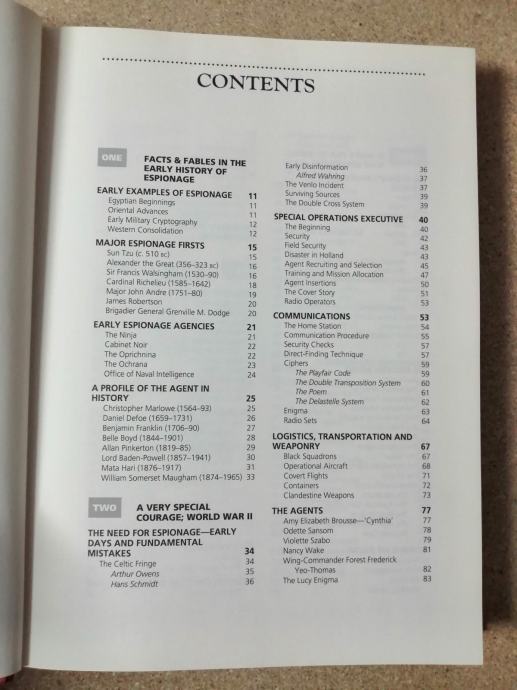 CONTENTS
ONE
FACTS & FABLES IN THE
EARLY HISTORY OF
ESPIONAGE
EARLY EXAMPLES OF ESPIONAGE 11
Egyptian Beginnings 11
Oriental Advances 11
Early Military Cryptography 12
Western Consolidation 12
MAJOR ESPIONAGE FIRSTS 15
Sun Tzu (c. 510 BC) 15
Alexander the Great (356–323 BC) 16
Sir Francis Walsingham (1530–90) 16
Cardinal Richelieu (1585–1642) 18
Major John Andre (1751–80) 19
James Robertson 20
Brigadier General Grenville M. Dodge 20
EARLY ESPIONAGE AGENCIES 21
The Ninja 21
Cabinet Noir 22
The Oprichnina 22
The Ochrana 23
Office of Naval Intelligence 24
A PROFILE OF THE AGENT IN
HISTORY 25
Christopher Marlowe (1564–93) 25
Daniel Defoe (1659–1731) 26
Benjamin Franklin (1706–90) 27
Belle Boyd (1844–1901) 28
Allan Pinkerton (1819–85) 29
Lord Baden-Powell (1857–1941) 30
Mata Hari (1876–1917) 31
William Somerset Maugham (1874–1965) 33
TWO
A VERY SPECIAL
COURAGE; WORLD WAR II
THE NEED FOR ESPIONAGE—EARLY
DAYS AND FUNDAMENTAL
MISTAKES 34
The Celtic Fringe 34
Arthur Owens 35
Hans Schmidt 36
Early Disinformation 36
Alfred Wahring 37
The Venlo Incident 37
Surviving Sources 39
The Double Cross System 39
SPECIAL OPERATIONS EXECUTIVE 40
The Beginning 40
Security 42
Field Security 43
Disaster in Holland 43
Agent Recruiting and Selection 45
Training and Mission Allocation 47
Agent Insertions 50
The Cover Story 51
Radio Operators 53
COMMUNICATIONS 53
The Home Station 54
Communication Procedure 55
Security Checks 57
Direct-Finding Technique 57
Ciphers 59
The Playfair Code 59
The Double Transposition System 60
The Poem 61
The Delastelle System 62
Enigma 63
Radio Sets 64
LOGISTICS, TRANSPORTATION AND
WEAPONRY 67
Black Squadrons 67
Operational Aircraft 68
Covert Flights 71
Containers 72
Clandestine Weapons 73
THE AGENTS 77
Amy Elizabeth Brousse—'Cynthia' 77
Odette Sansom 78
Violette Szabo 79
Nancy Wake 81
Wing-Commander Forest Frederick
Yeo-Thomas 82
The Lucy Enigma 83